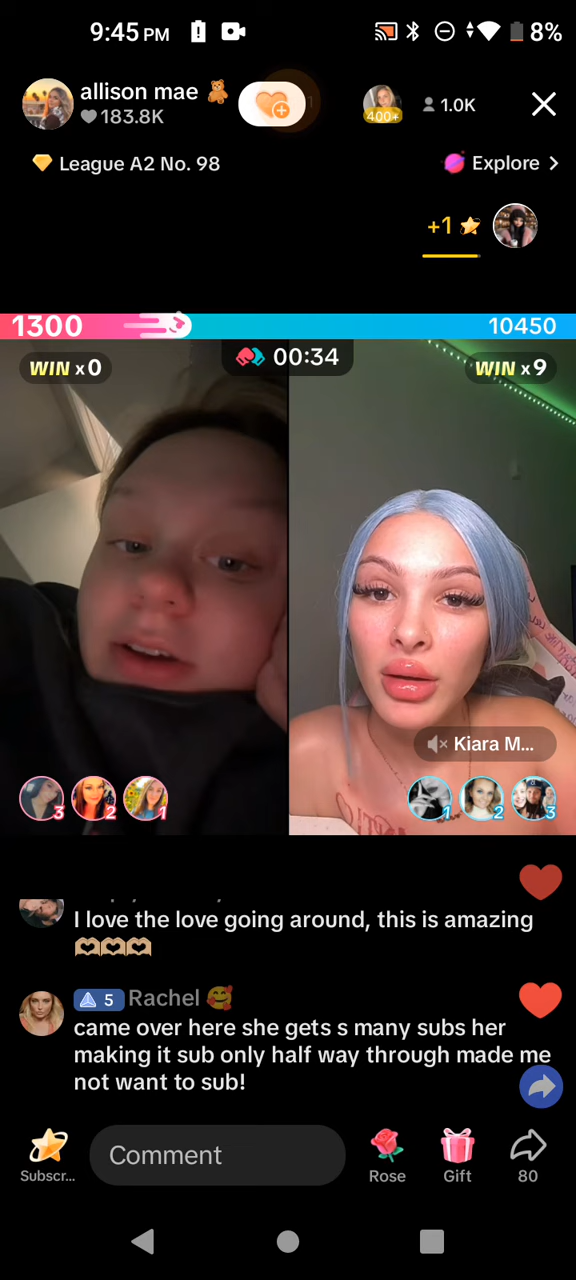 9:45 PM
8%
allison mae 🧸
183.8K
400+
1.0K
League A2 No. 98
Explore >
+1
1300
10450
WIN x0
00:34
WIN x9
Kiara M...
3
2
1
1
2
3
I love the love going around, this is amazing
🫶🏽🫶🏽🫶🏽
5 Rachel 🥰
came over here she gets s many subs her
making it sub only half way through made me
not want to sub!
Comment
Subscr...
Rose
Gift
80